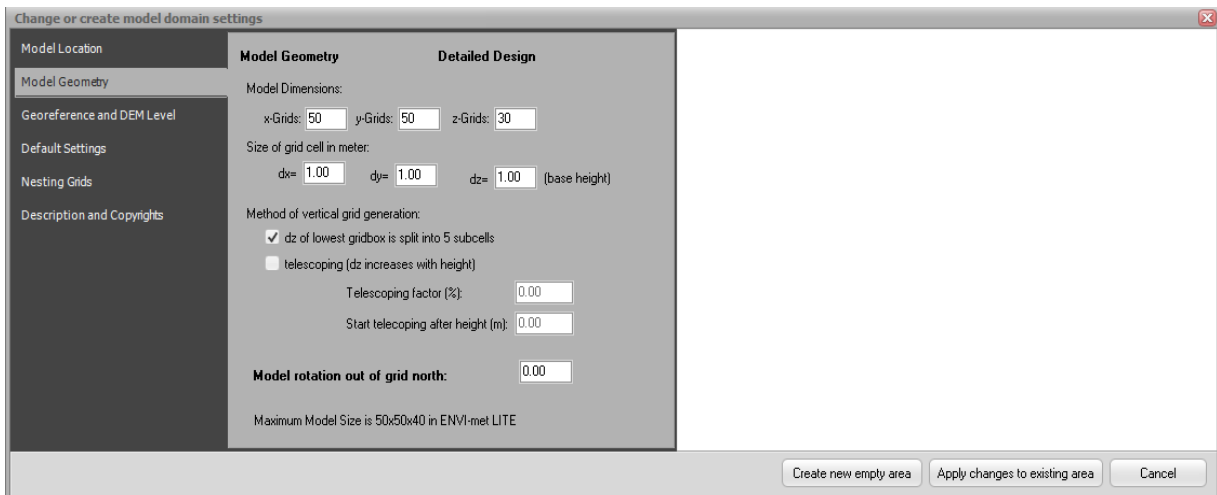 Change or create model domain settings
Model Location
Model Geometry
Georeference and DEM Level
Default Settings
Nesting Grids
Description and Copyrights
Model Geometry Detailed Design
Model Dimensions:
x-Grids: 50 y-Grids: 50 z-Grids: 30
Size of grid cell in meter:
dx= 1.00 dy= 1.00 dz= 1.00 (base height)
Method of vertical grid generation:
dz of lowest gridbox is split into 5 subcells
telescoping (dz increases with height)
Telescoping factor (%): 0.00
Start telecoping after height (m): 0.00
Model rotation out of grid north: 0.00
Maximum Model Size is 50x50x40 in ENVI-met LITE
Create new empty area Apply changes to existing area Cancel